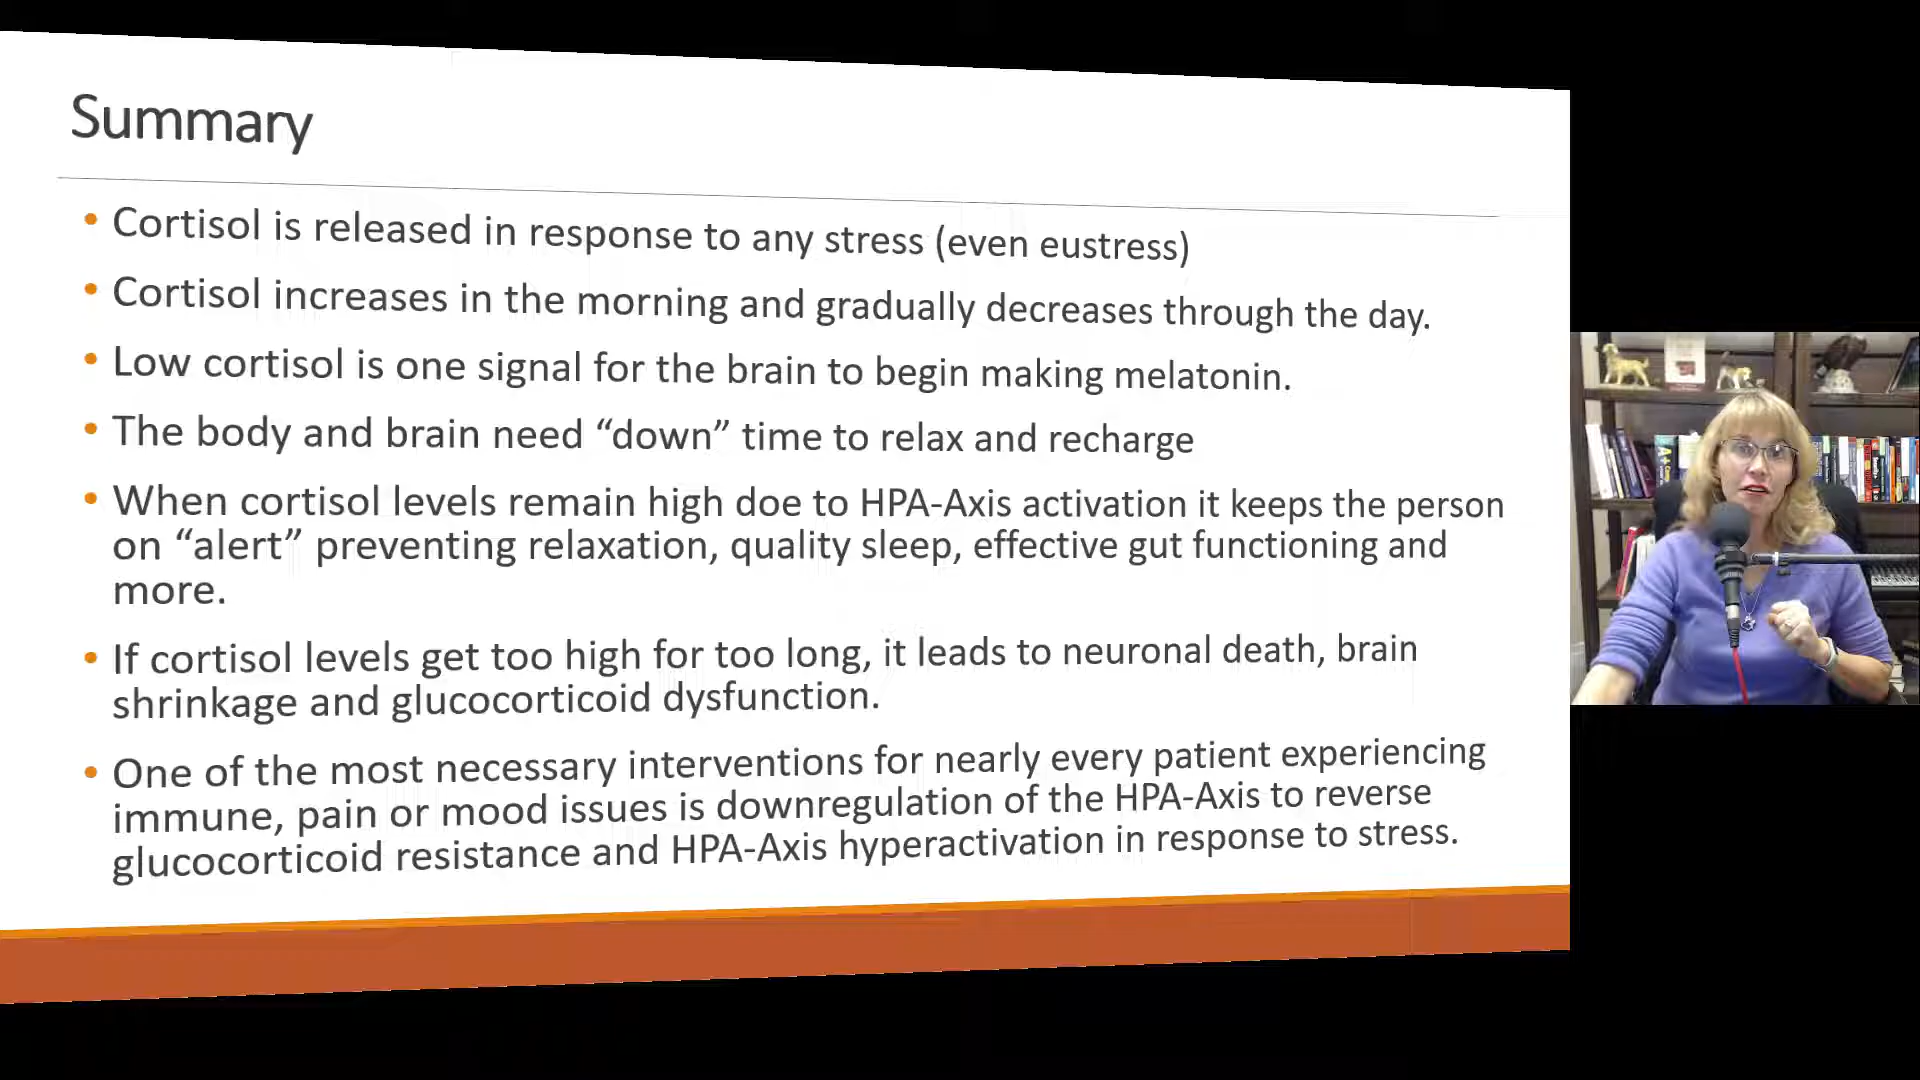 Summary
• Cortisol is released in response to any stress (even eustress)
• Cortisol increases in the morning and gradually decreases through the day.
• Low cortisol is one signal for the brain to begin making melatonin.
• The body and brain need “down” time to relax and recharge
• When cortisol levels remain high doe to HPA-Axis activation it keeps the person
on “alert” preventing relaxation, quality sleep, effective gut functioning and
more.
• If cortisol levels get too high for too long, it leads to neuronal death, brain
shrinkage and glucocorticoid dysfunction.
• One of the most necessary interventions for nearly every patient experiencing
immune, pain or mood issues is downregulation of the HPA-Axis to reverse
glucocorticoid resistance and HPA-Axis hyperactivation in response to stress.